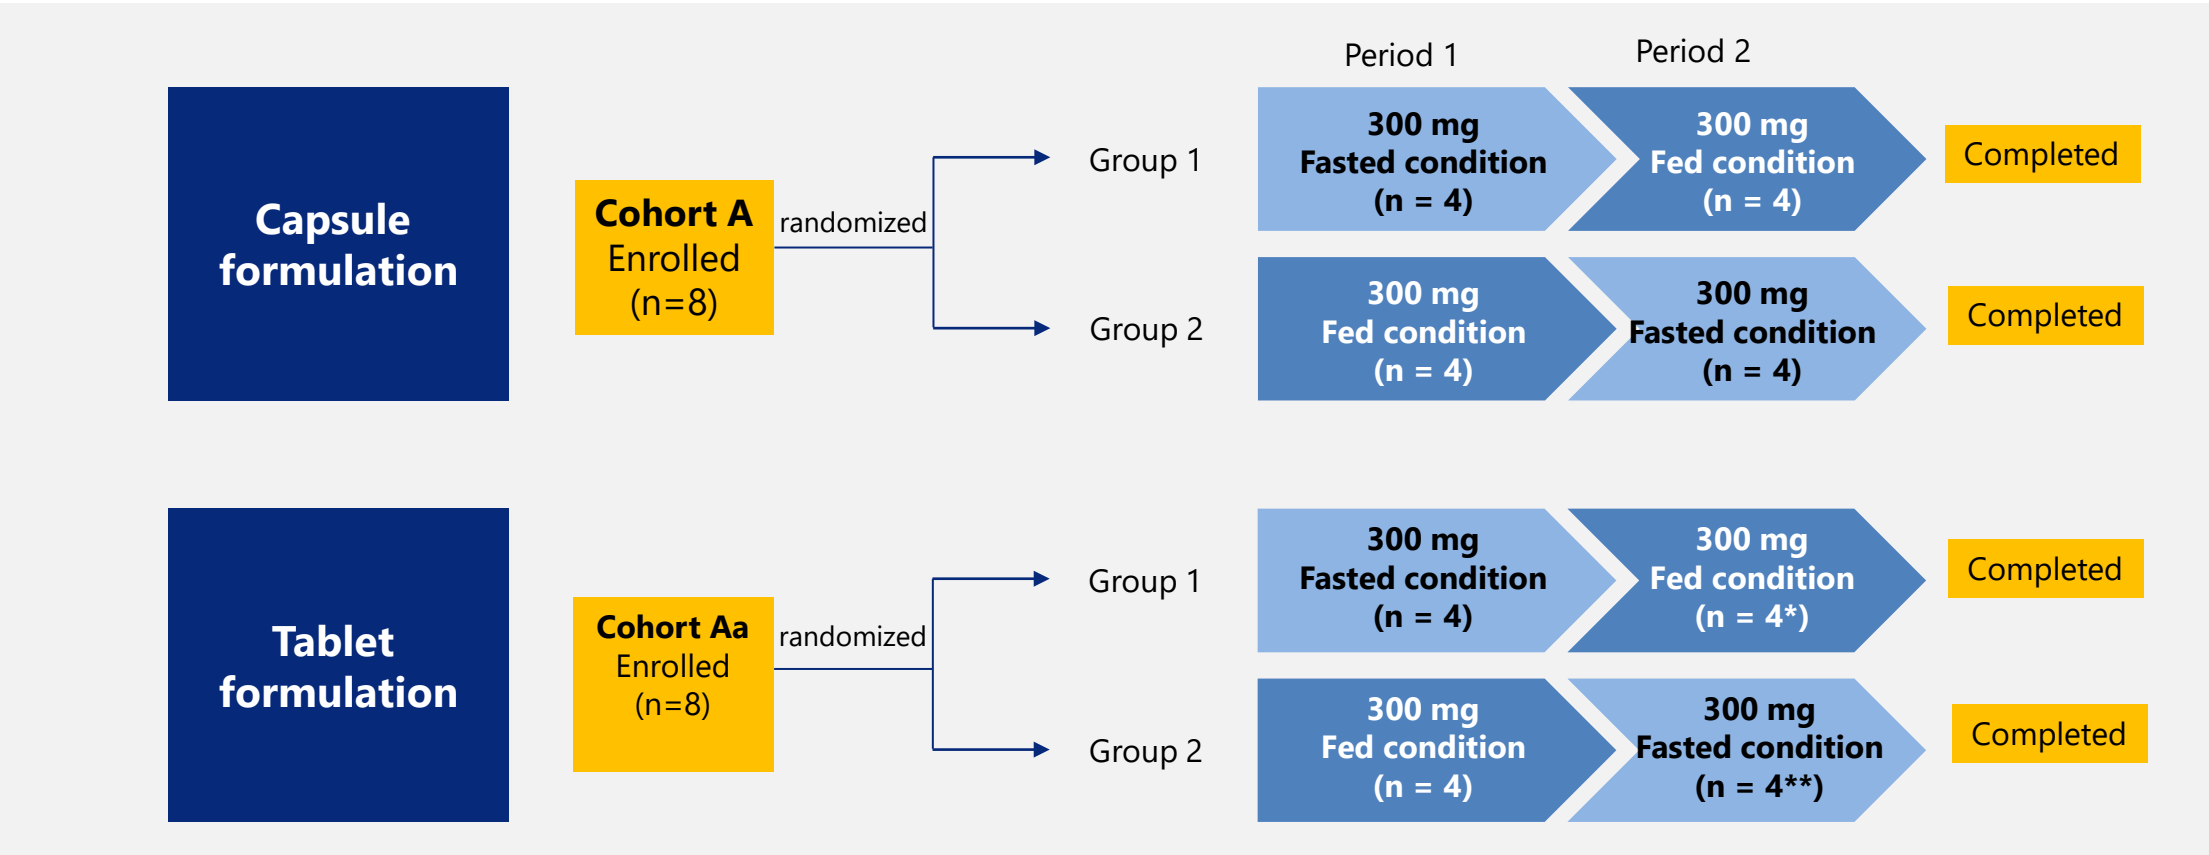 Period 1
Period 2
Capsule
formulation
Cohort A
Enrolled
(n=8)
randomized
Group 1
300 mg
Fasted condition
(n = 4)
300 mg
Fed condition
(n = 4)
Completed
Group 2
300 mg
Fed condition
(n = 4)
300 mg
Fasted condition
(n = 4)
Completed
Tablet
formulation
Cohort Aa
Enrolled
(n=8)
randomized
Group 1
300 mg
Fasted condition
(n = 4)
300 mg
Fed condition
(n = 4*)
Completed
Group 2
300 mg
Fed condition
(n = 4)
300 mg
Fasted condition
(n = 4**)
Completed